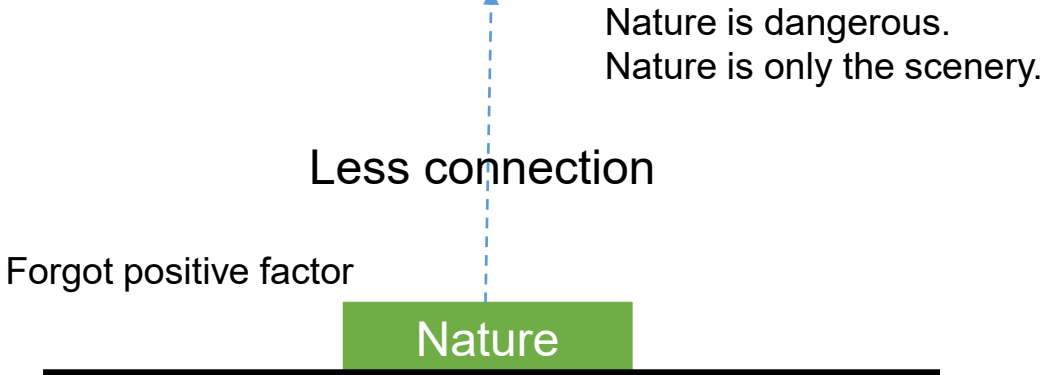 Nature is dangerous.
Nature is only the scenery.
Less connection
Forgot positive factor
Nature